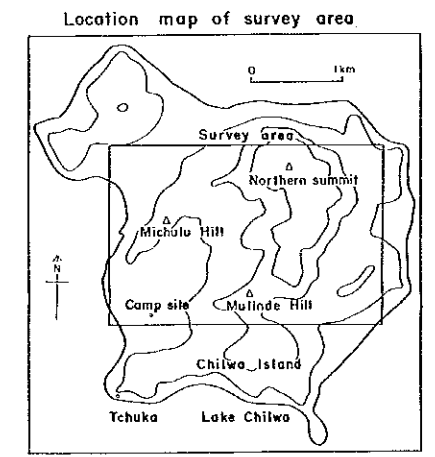 Location map of survey area
0 1km
Survey area
Northern summit
Michulu Hill
N
Camp site
Mulinde Hill
Chilwa Island
Tchuka
Lake Chilwa